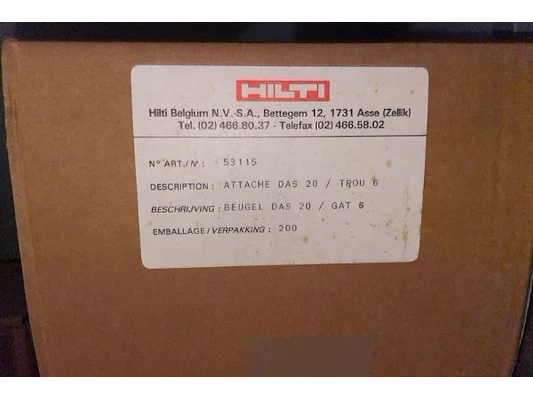 HILTI
Hilti Belgium N.V.-S.A., Bettegem 12, 1731 Asse (Zellik)
Tel. (02) 466.80.37 - Telefax (02) 466.58.02
N° ART./N° : 53115
DESCRIPTION : ATTACHE DAS 20 / TROU 6
BESCHRIJVING : BEUGEL DAS 20 / GAT 6
EMBALLAGE/VERPAKKING : 200